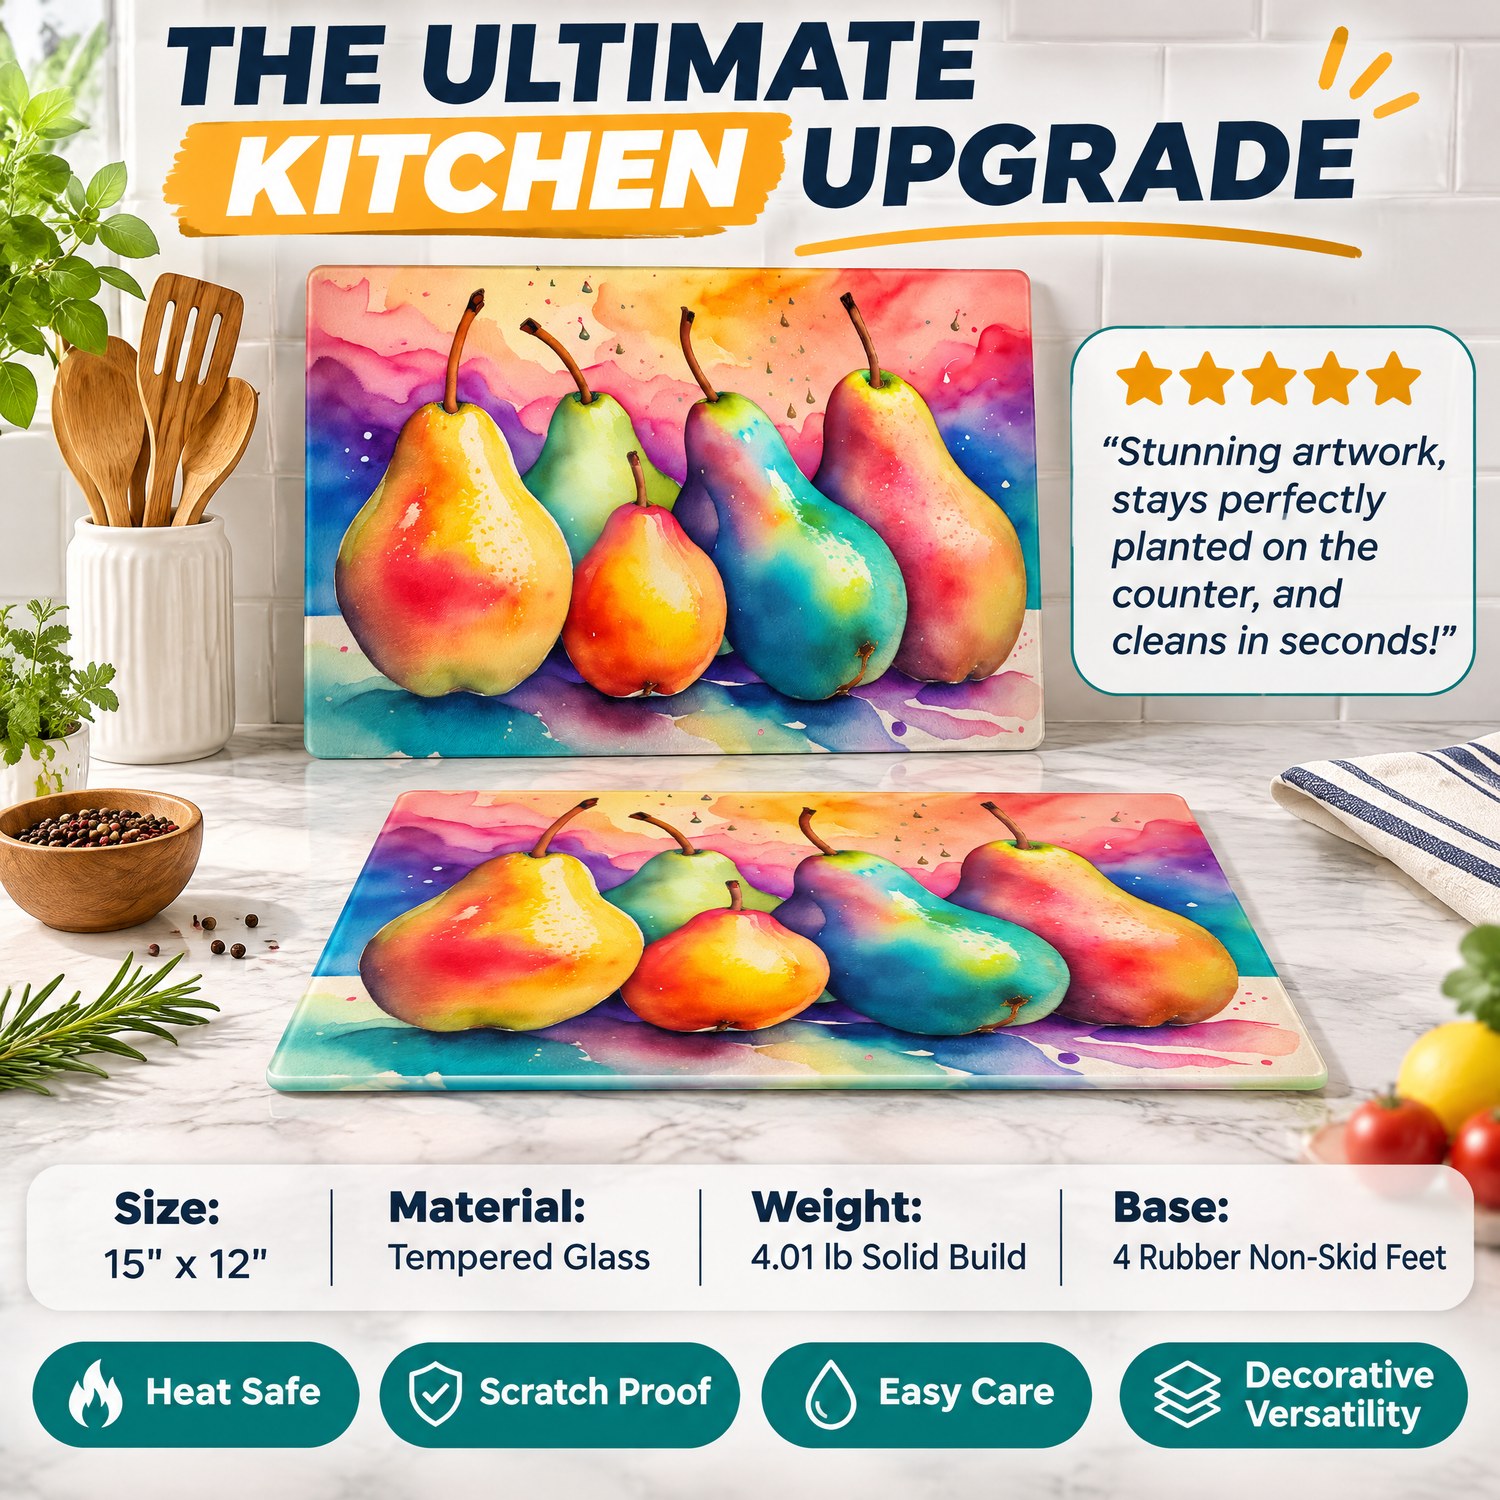 THE ULTIMATE
KITCHEN UPGRADE
“Stunning artwork,
stays perfectly
planted on the
counter, and
cleans in seconds!”
Size:
15" x 12"
Material:
Tempered Glass
Weight:
4.01 lb Solid Build
Base:
4 Rubber Non-Skid Feet
Heat Safe
Scratch Proof
Easy Care
Decorative
Versatility